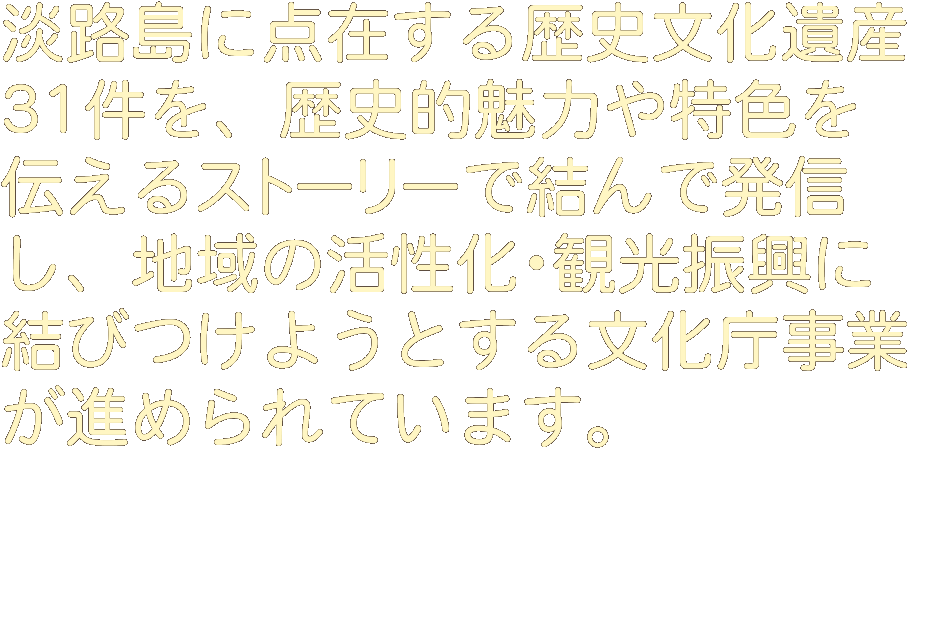 淡路島に点在する歴史文化遺産
31件を、歴史的魅力や特色を
伝えるストーリーで結んで発信
し、地域の活性化・観光振興に
結びつけようとする文化庁事業
が進められています。